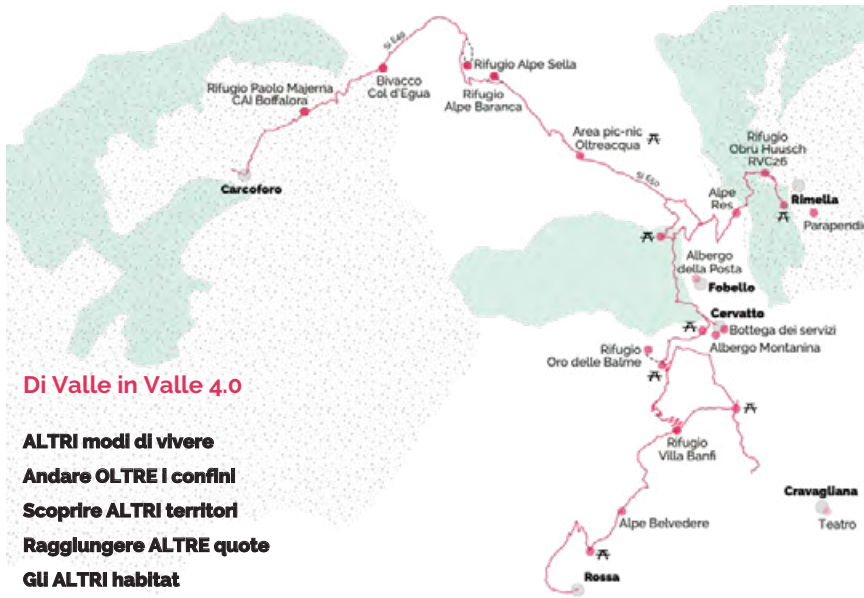 SI E49
Rifugio Alpe Sella
Rifugio Paolo Majerna
CAI Boffalora
Bivacco
Col d'Egua
Rifugio
Alpe Baranca
Area pic-nic
Oltreacqua
Rifugio
Obru Huusch
RVC26
SI E50
Carcoforo
Alpe
Res
Rimella
Parapendio
Albergo
della Posta
Fobello
Cervatto
Bottega dei servizi
Albergo Montanina
Rifugio
Oro delle Balme
Di Valle in Valle 4.0
ALTRI modi di vivere
Andare OLTRE i confini
Scoprire ALTRI territori
Raggiungere ALTRE quote
Gli ALTRI habitat
Rifugio
Villa Banfi
Cravagliana
Teatro
Alpe Belvedere
Rossa